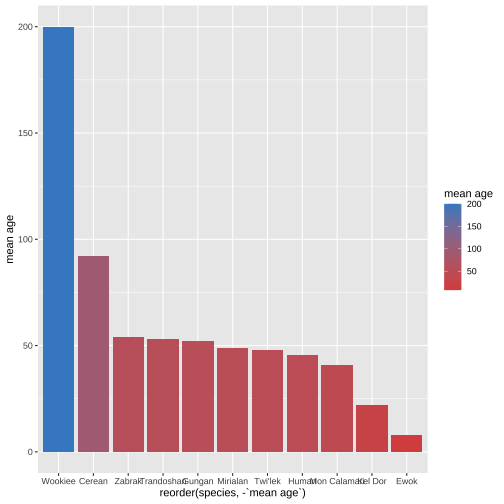 200
150
100
50
0
mean age
Wookiee Cerean Zabrak Trandoshan Gungan Mirialan Twi'lek Human Mon Calamari Kel Dor Ewok
reorder(species, -`mean age`)
mean age
200
150
100
50